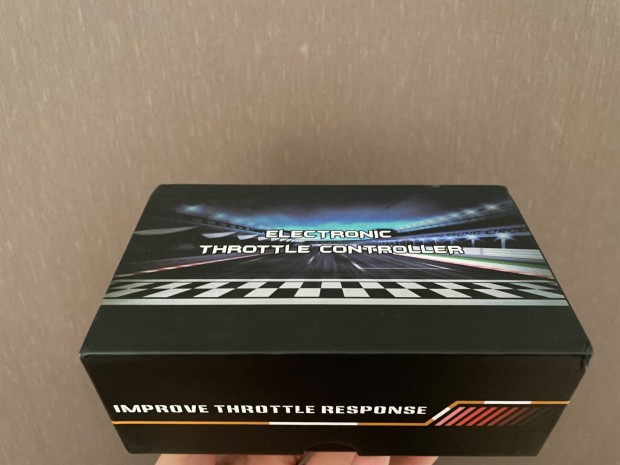 ELECTRONIC
THROTTLE CONTROLLER
IMPROVE THROTTLE RESPONSE